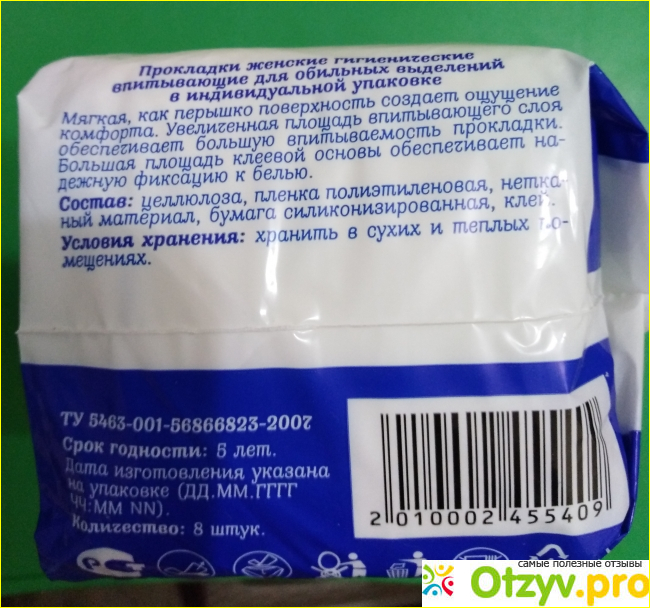 Прокладки женские гигиенические
впитывающие для обильных выделений
в индивидуальной упаковке
Мягкая, как перышко поверхность создает ощущение
комфорта. Увеличенная площадь впитывающего слоя
обеспечивает большую впитываемость прокладки.
Большая площадь клеевой основы обеспечивает на-
дежную фиксацию к белью.
Состав: целлюлоза, пленка полиэтиленовая, нетка-
ный материал, бумага силиконизированная, клей.
Условия хранения: хранить в сухих и теплых по-
мещениях.
ТУ 5463-001-56866823-2007
Срок годности: 5 лет.
Дата изготовления указана
на упаковке (ДД.ММ.ГГГГ
ЧЧ:ММ NN).
Количество: 8 штук.
2 010002 455409
самые полезные отзывы
Otzyv.pro